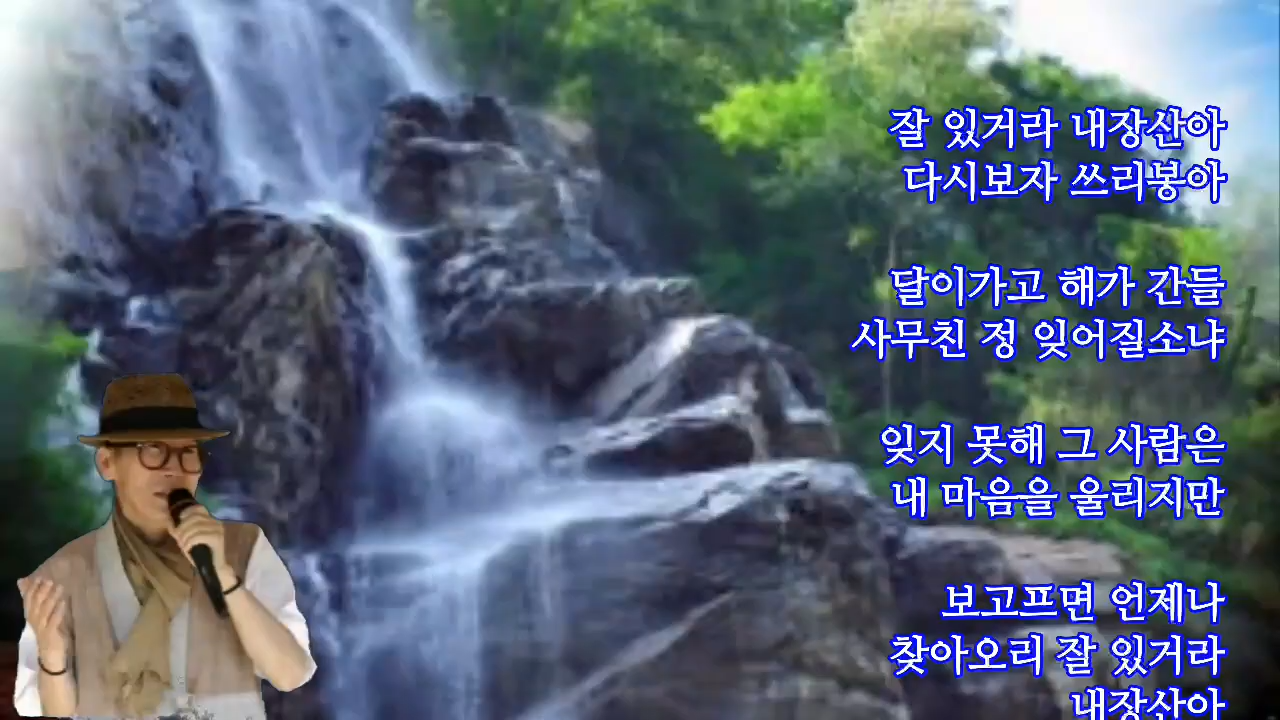 잘 있거라 내장산아
다시보자 쓰리봉아
달이가고 해가 간들
사무친 정 잊어질소냐
잊지 못해 그 사람은
내 마음을 울리지만
보고프면 언제나
찾아오리 잘 있거라
내장산아